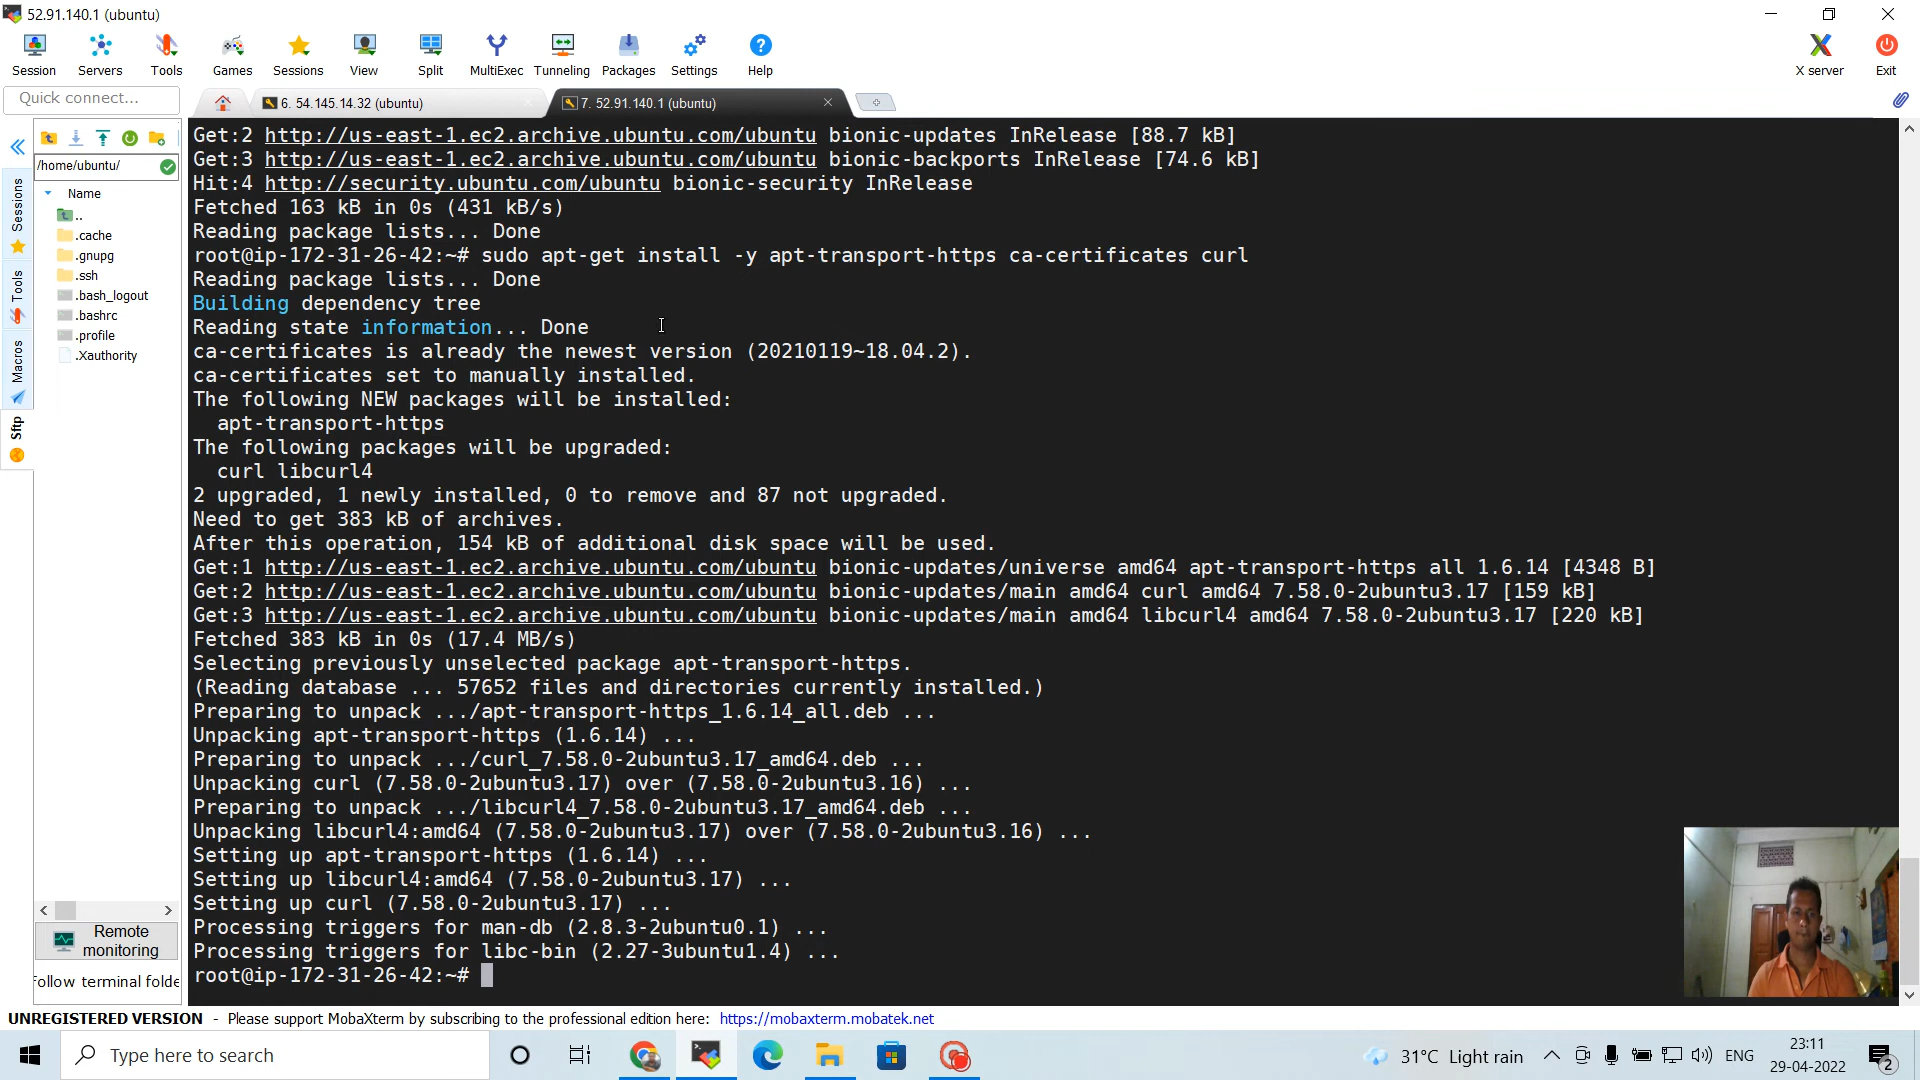 52.91.140.1 (ubuntu)
Session Servers Tools Games Sessions View Split MultiExec Tunneling Packages Settings Help X server Exit
Quick connect... 6. 54.145.14.32 (ubuntu) 7. 52.91.140.1 (ubuntu)
/home/ubuntu/
Name
..
.cache
.gnupg
.ssh
.bash_logout
.bashrc
.profile
.Xauthority
Sessions
Tools
Macros
Sftp
Remote monitoring
Follow terminal folde
Get:2 http://us-east-1.ec2.archive.ubuntu.com/ubuntu bionic-updates InRelease [88.7 kB]
Get:3 http://us-east-1.ec2.archive.ubuntu.com/ubuntu bionic-backports InRelease [74.6 kB]
Hit:4 http://security.ubuntu.com/ubuntu bionic-security InRelease
Fetched 163 kB in 0s (431 kB/s)
Reading package lists... Done
root@ip-172-31-26-42:~# sudo apt-get install -y apt-transport-https ca-certificates curl
Reading package lists... Done
Building dependency tree
Reading state information... Done
ca-certificates is already the newest version (20210119~18.04.2).
ca-certificates set to manually installed.
The following NEW packages will be installed:
apt-transport-https
The following packages will be upgraded:
curl libcurl4
2 upgraded, 1 newly installed, 0 to remove and 87 not upgraded.
Need to get 383 kB of archives.
After this operation, 154 kB of additional disk space will be used.
Get:1 http://us-east-1.ec2.archive.ubuntu.com/ubuntu bionic-updates/universe amd64 apt-transport-https all 1.6.14 [4348 B]
Get:2 http://us-east-1.ec2.archive.ubuntu.com/ubuntu bionic-updates/main amd64 curl amd64 7.58.0-2ubuntu3.17 [159 kB]
Get:3 http://us-east-1.ec2.archive.ubuntu.com/ubuntu bionic-updates/main amd64 libcurl4 amd64 7.58.0-2ubuntu3.17 [220 kB]
Fetched 383 kB in 0s (17.4 MB/s)
Selecting previously unselected package apt-transport-https.
(Reading database ... 57652 files and directories currently installed.)
Preparing to unpack .../apt-transport-https_1.6.14_all.deb ...
Unpacking apt-transport-https (1.6.14) ...
Preparing to unpack .../curl_7.58.0-2ubuntu3.17_amd64.deb ...
Unpacking curl (7.58.0-2ubuntu3.17) over (7.58.0-2ubuntu3.16) ...
Preparing to unpack .../libcurl4_7.58.0-2ubuntu3.17_amd64.deb ...
Unpacking libcurl4:amd64 (7.58.0-2ubuntu3.17) over (7.58.0-2ubuntu3.16) ...
Setting up apt-transport-https (1.6.14) ...
Setting up libcurl4:amd64 (7.58.0-2ubuntu3.17) ...
Setting up curl (7.58.0-2ubuntu3.17) ...
Processing triggers for man-db (2.8.3-2ubuntu0.1) ...
Processing triggers for libc-bin (2.27-3ubuntu1.4) ...
root@ip-172-31-26-42:~#
UNREGISTERED VERSION - Please support MobaXterm by subscribing to the professional edition here: https://mobaxterm.mobatek.net
Type here to search 31°C Light rain ENG 23:11
29-04-2022 2